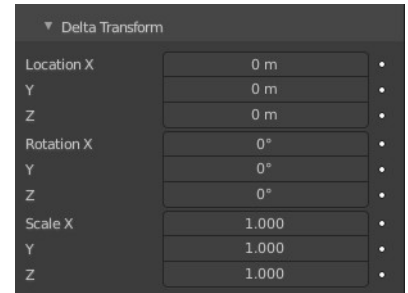 Delta Transform
Location X 0 m
Y 0 m
Z 0 m
Rotation X 0°
Y 0°
Z 0°
Scale X 1.000
Y 1.000
Z 1.000